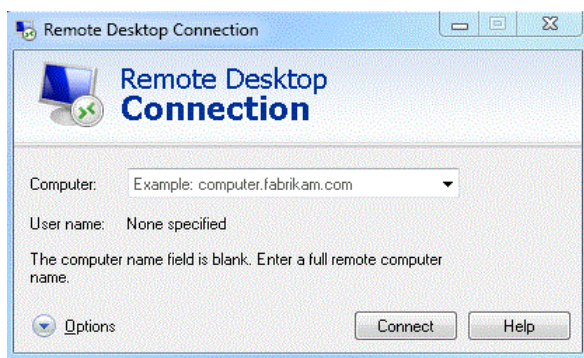 Remote Desktop Connection
Remote Desktop
Connection
Computer: Example: computer.fabrikam.com
User name: None specified
The computer name field is blank. Enter a full remote computer
name.
Options Connect Help